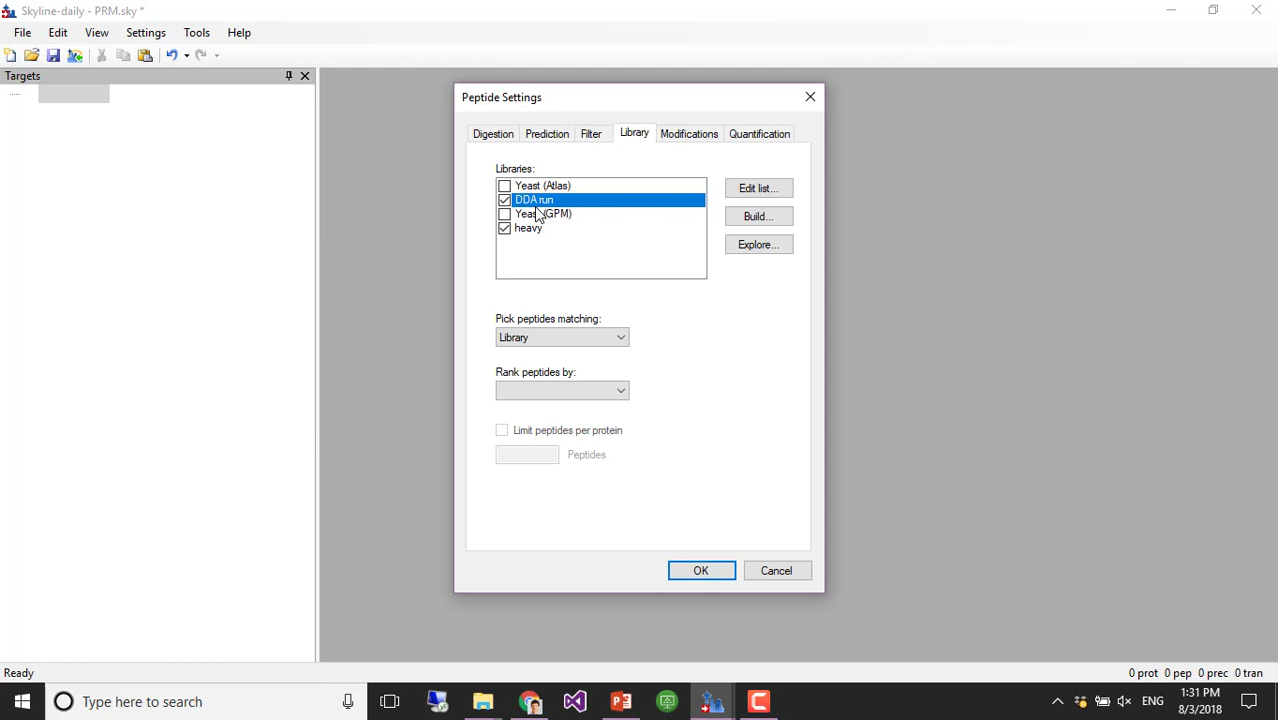 Skyline-daily - PRM.sky *
File Edit View Settings Tools Help
Targets
Peptide Settings
Digestion Prediction Filter Library Modifications Quantification
Libraries:
Yeast (Atlas)
DDA run
(GPM)
heavy
Edit list...
Build...
Explore...
Pick peptides matching:
Library
Rank peptides by:
Limit peptides per protein
Peptides
OK Cancel
Ready 0 prot 0 pep 0 prec 0 tran
Type here to search
ENG
1:31 PM
8/3/2018